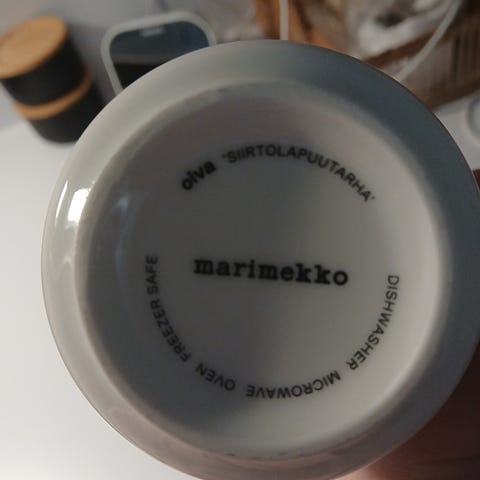 oiva "SIIRTOLAPUUTARHA"
marimekko
DISHWASHER MICROWAVE OVEN FREEZER SAFE